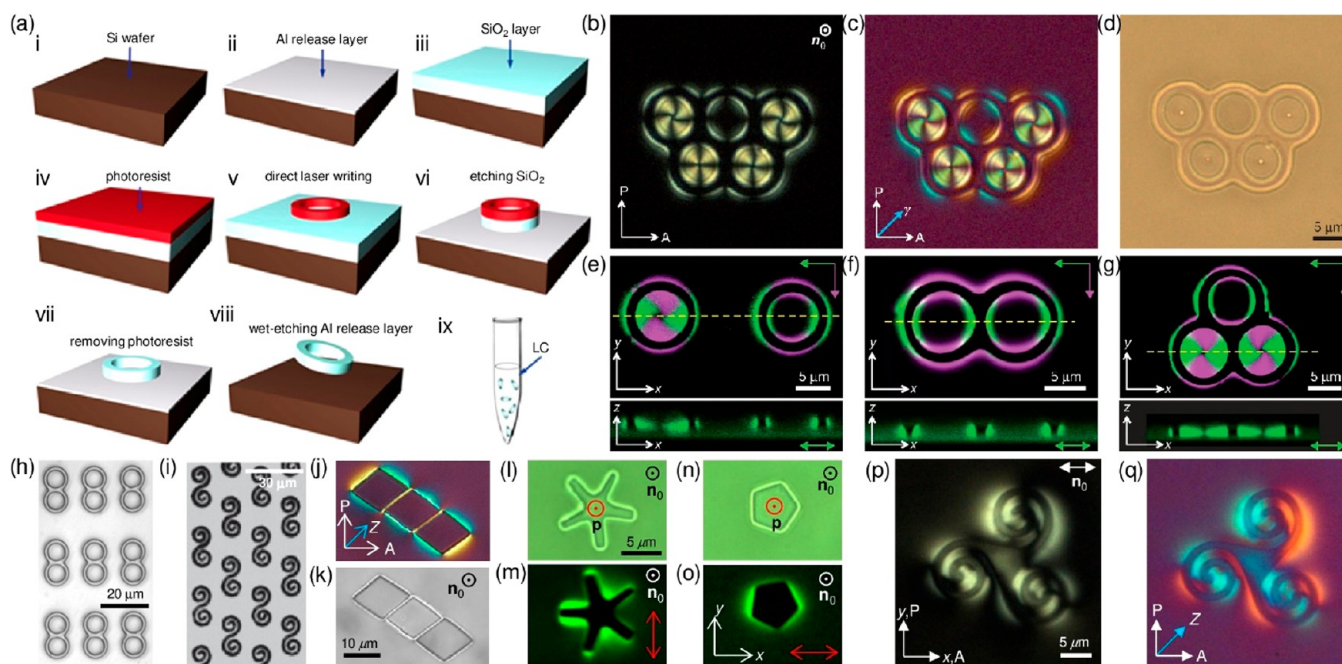 (a)
i
Si wafer
ii
Al release layer
iii
SiO2 layer
iv
photoresist
v
direct laser writing
vi
etching SiO2
vii
removing photoresist
viii
wet-etching Al release layer
ix
LC
(b)
n0
P
A
(c)
P
γ
A
(d)
5 μm
(e)
y
x
5 μm
z
x
(f)
y
x
5 μm
z
x
(g)
y
x
5 μm
z
x
(h)
20 μm
(i)
30 μm
(j)
P
Z
A
(k)
n0
10 μm
(l)
n0
p
5 μm
(m)
n0
(n)
n0
p
(o)
n0
y
x
(p)
n0
y,P
x,A
5 μm
(q)
P
Z
A